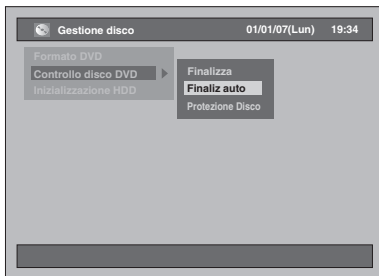 Gestione disco 01/01/07(Lun) 19:34
Formato DVD
Controllo disco DVD
Inizializzazione HDD
Finalizza
Finaliz auto
Protezione Disco